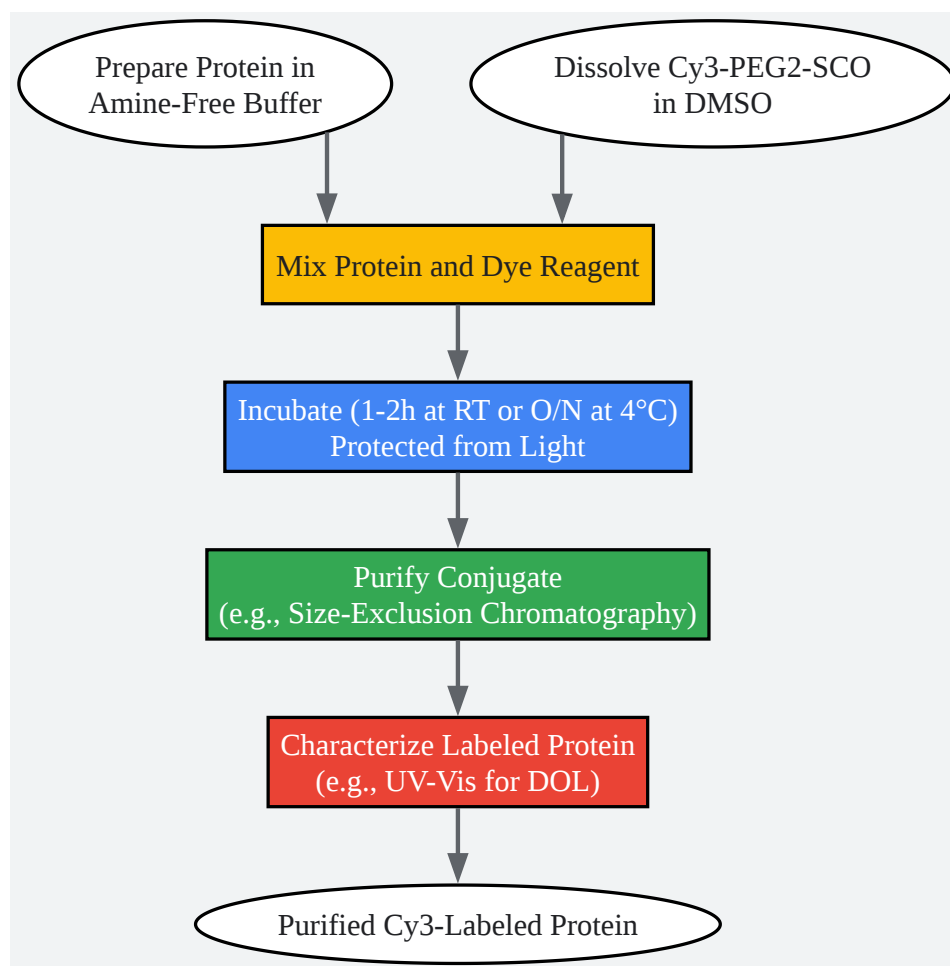 Prepare Protein in
Amine-Free Buffer
Dissolve Cy3-PEG2-SCO
in DMSO
Mix Protein and Dye Reagent
Incubate (1-2h at RT or O/N at 4°C)
Protected from Light
Purify Conjugate
(e.g., Size-Exclusion Chromatography)
Characterize Labeled Protein
(e.g., UV-Vis for DOL)
Purified Cy3-Labeled Protein